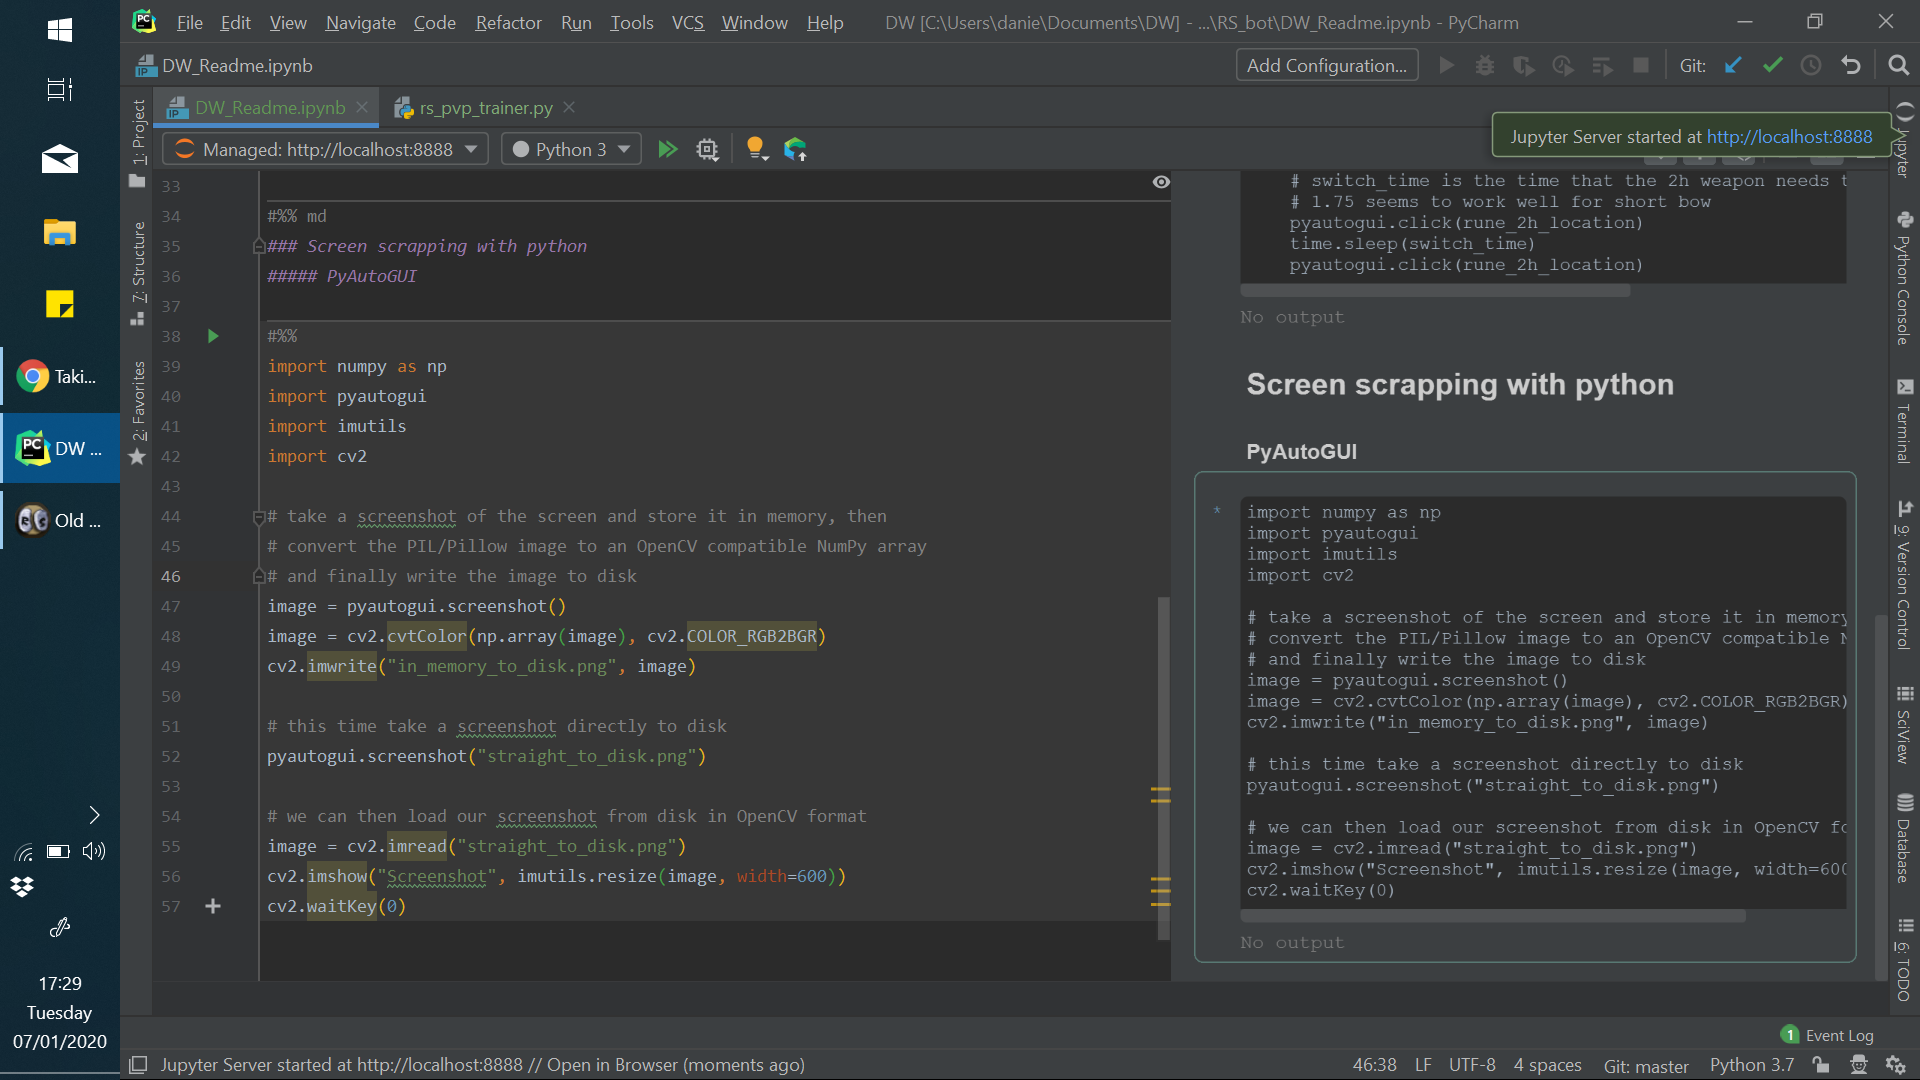 File Edit View Navigate Code Refactor Run Tools VCS Window Help DW [C:\Users\danie\Documents\DW] - ...\RS_bot\DW_Readme.ipynb - PyCharm
DW_Readme.ipynb
Add Configuration...
Git:
DW_Readme.ipynb
rs_pvp_trainer.py
Managed: http://localhost:8888
Python 3
Jupyter Server started at http://localhost:8888
1: Project
7: Structure
2: Favorites
Taki...
DW ...
Old ...
17:29
Tuesday
07/01/2020
33
34 #%% md
35 ### Screen scrapping with python
36 ##### PyAutoGUI
37
38 #%%
39 import numpy as np
40 import pyautogui
41 import imutils
42 import cv2
43
44 # take a screenshot of the screen and store it in memory, then
45 # convert the PIL/Pillow image to an OpenCV compatible NumPy array
46 # and finally write the image to disk
47 image = pyautogui.screenshot()
48 image = cv2.cvtColor(np.array(image), cv2.COLOR_RGB2BGR)
49 cv2.imwrite("in_memory_to_disk.png", image)
50
51 # this time take a screenshot directly to disk
52 pyautogui.screenshot("straight_to_disk.png")
53
54 # we can then load our screenshot from disk in OpenCV format
55 image = cv2.imread("straight_to_disk.png")
56 cv2.imshow("Screenshot", imutils.resize(image, width=600))
57 cv2.waitKey(0)
# switch_time is the time that the 2h weapon needs t
# 1.75 seems to work well for short bow
pyautogui.click(rune_2h_location)
time.sleep(switch_time)
pyautogui.click(rune_2h_location)
No output
Screen scrapping with python
PyAutoGUI
*
import numpy as np
import pyautogui
import imutils
import cv2
# take a screenshot of the screen and store it in memory
# convert the PIL/Pillow image to an OpenCV compatible N
# and finally write the image to disk
image = pyautogui.screenshot()
image = cv2.cvtColor(np.array(image), cv2.COLOR_RGB2BGR)
cv2.imwrite("in_memory_to_disk.png", image)
# this time take a screenshot directly to disk
pyautogui.screenshot("straight_to_disk.png")
# we can then load our screenshot from disk in OpenCV fo
image = cv2.imread("straight_to_disk.png")
cv2.imshow("Screenshot", imutils.resize(image, width=600
cv2.waitKey(0)
No output
Jupyter
Python Console
Terminal
9: Version Control
SciView
Database
6: TODO
1 Event Log
Jupyter Server started at http://localhost:8888 // Open in Browser (moments ago)
46:38 LF UTF-8 4 spaces Git: master Python 3.7